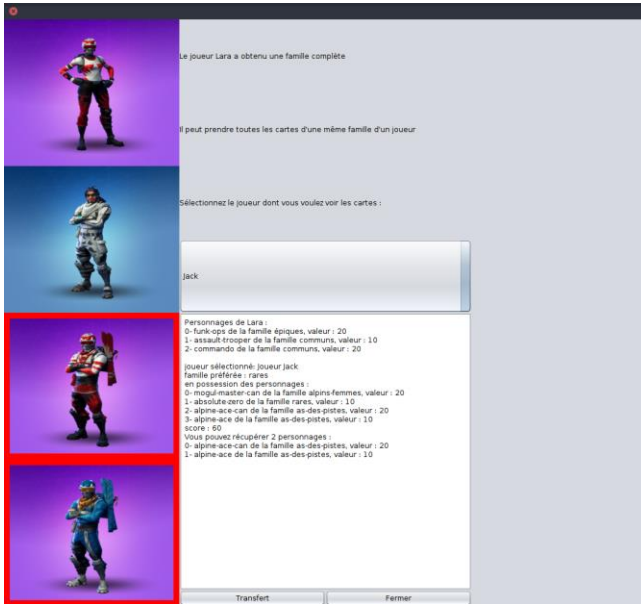 Le joueur Lara a obtenu une famille complète
Il peut prendre toutes les cartes d'une même famille d'un joueur
Sélectionnez le joueur dont vous voulez voir les cartes :
Jack
Personnages de Lara :
0- funk-ops de la famille épiques, valeur : 20
1- assault-trooper de la famille communs, valeur : 10
2- commando de la famille communs, valeur : 20
joueur sélectionné: Joueur Jack
famille préférée : rares
en possession des personnages :
0- mogul-master-can de la famille alpins-femmes, valeur : 20
1- absolute-zero de la famille rares, valeur : 10
2- alpine-ace-can de la famille as-des-pistes, valeur : 20
3- alpine-ace de la famille as-des-pistes, valeur : 10
score : 60
Vous pouvez récupérer 2 personnages :
0- alpine-ace-can de la famille as-des-pistes, valeur : 20
1- alpine-ace de la famille as-des-pistes, valeur : 10
Transfert
Fermer